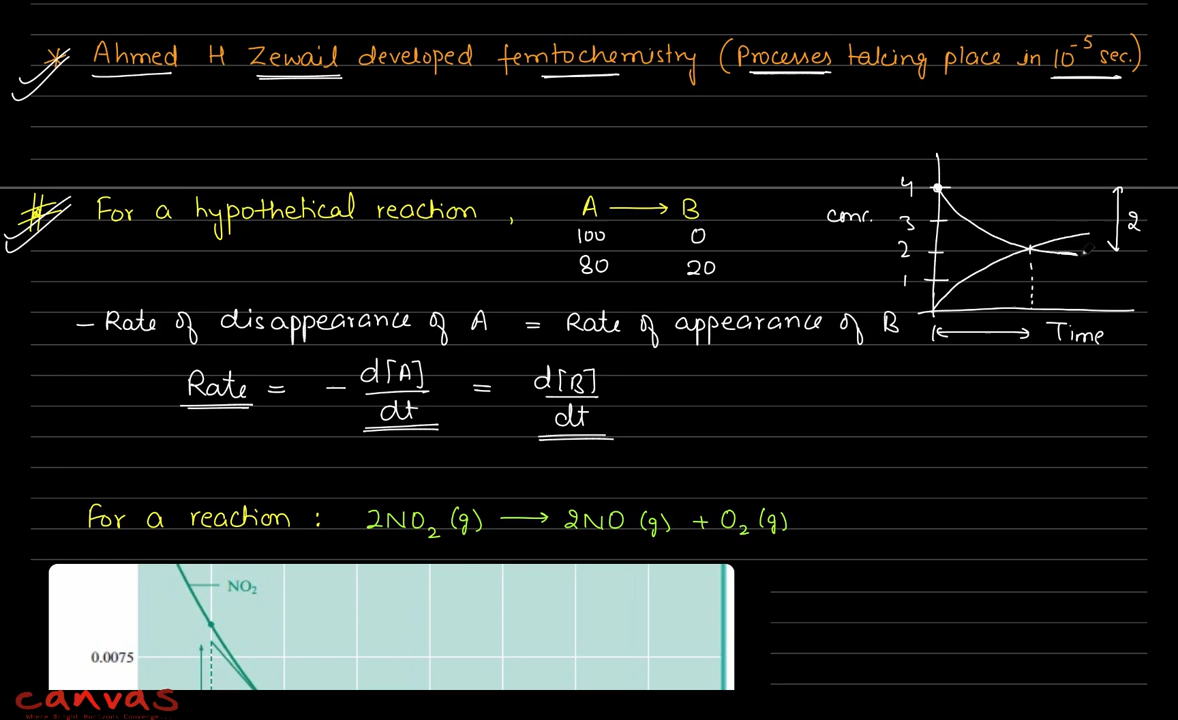 * Ahmed H Zewail developed femtochemistry (Processes taking place in 10⁻⁵ sec.)
# For a hypothetical reaction, A ⟶ B
100 0
80 20
conc.
4
3
2
1
2
Time
- Rate of disappearance of A = Rate of appearance of B
Rate = - d[A]/dt = d[B]/dt
For a reaction : 2NO₂ (g) ⟶ 2NO (g) + O₂ (g)
NO₂
0.0075
canvas